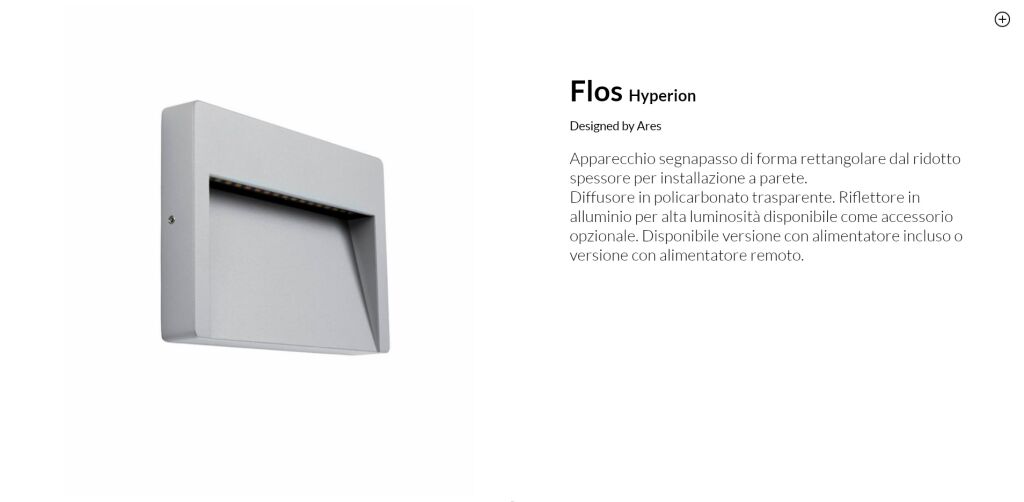 Flos Hyperion
Designed by Ares
Apparecchio segnapasso di forma rettangolare dal ridotto
spessore per installazione a parete.
Diffusore in policarbonato trasparente. Riflettore in
alluminio per alta luminosità disponibile come accessorio
opzionale. Disponibile versione con alimentatore incluso o
versione con alimentatore remoto.